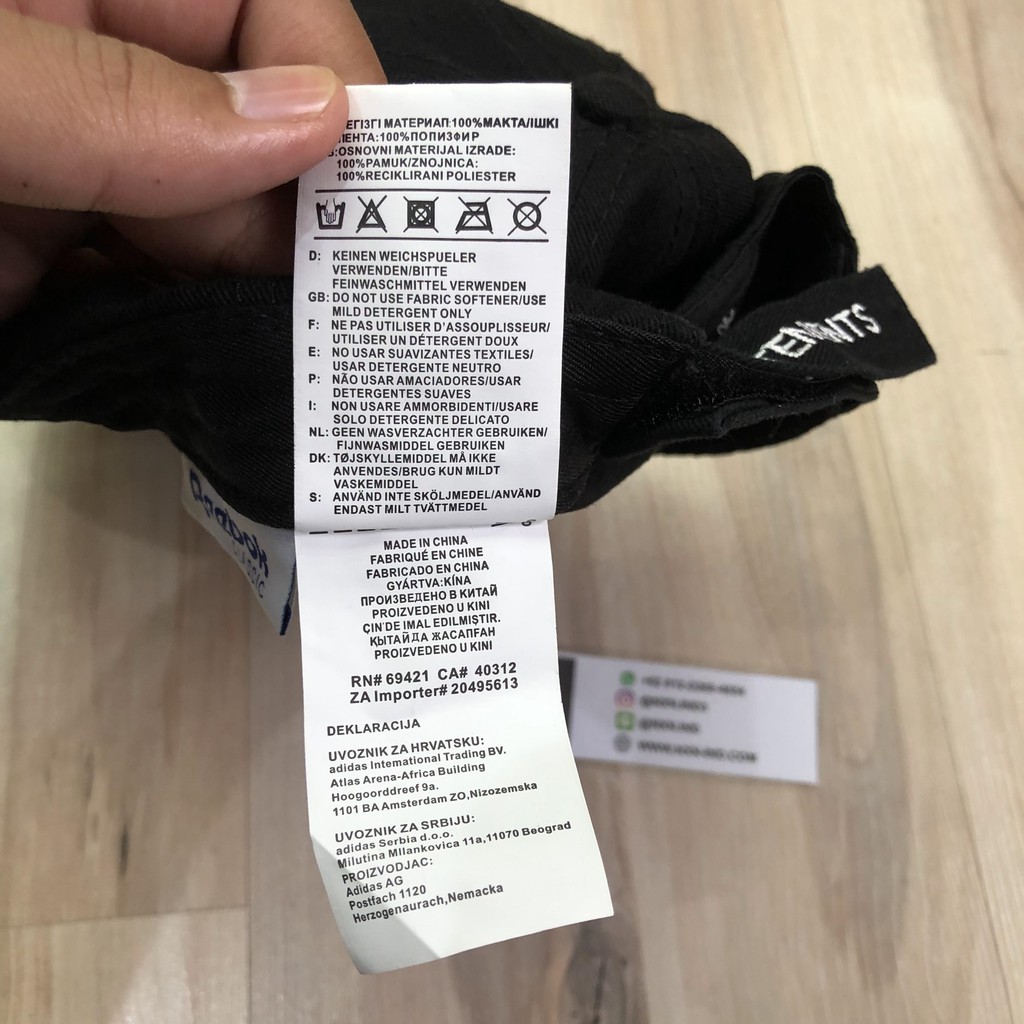 ЕГІЗГІ МАТЕРИАП:100%МАКТА/ІШКІ
ЛЕНТА:100%ПОПИЗФИР
:OSNOVNI MATERIJAL IZRADE:
100%PAMUK/ZNOJNICA:
100%RECIKLIRANI POLIESTER
D: KEINEN WEICHSPUELER
VERWENDEN/BITTE
FEINWASCHMITTEL VERWENDEN
GB: DO NOT USE FABRIC SOFTENER/USE
MILD DETERGENT ONLY
F: NE PAS UTILISER D'ASSOUPLISSEUR/
UTILISER UN DÉTERGENT DOUX
E: NO USAR SUAVIZANTES TEXTILES/
USAR DETERGENTE NEUTRO
P: NÃO USAR AMACIADORES/USAR
DETERGENTES SUAVES
I: NON USARE AMMORBIDENTI/USARE
SOLO DETERGENTE DELICATO
NL: GEEN WASVERZACHTER GEBRUIKEN/
FIJNWASMIDDEL GEBRUIKEN
DK: TØJSKYLLEMIDDEL MÅ IKKE
ANVENDES/BRUG KUN MILDT
VASKEMIDDEL
S: ANVÄND INTE SKÖLJMEDEL/ANVÄND
ENDAST MILT TVÄTTMEDEL
MADE IN CHINA
FABRIQUÉ EN CHINE
FABRICADO EN CHINA
GYÁRTVA:KÍNA
ПРОИЗВЕДЕНО В КИТАЙ
PROIZVEDENO U KINI
ÇIN'DE IMAL EDILMIŞTIR.
ҚЫТАЙДА ЖАСАПҒАН
PROIZVEDENO U KINI
RN# 69421 CA# 40312
ZA Importer# 20495613
DEKLARACIJA
UVOZNIK ZA HRVATSKU:
adidas International Trading BV.
Atlas Arena-Africa Building
Hoogoorddreef 9a.
1101 BA Amsterdam ZO,Nizozemska
UVOZNIK ZA SRBIJU:
adidas Serbia d.o.o.
Milutina MIlankovica 11a,11070 Beograd
PROIZVODJAC:
Adidas AG
Postfach 1120
Herzogenaurach,Nemacka
Reebok
CLASSIC